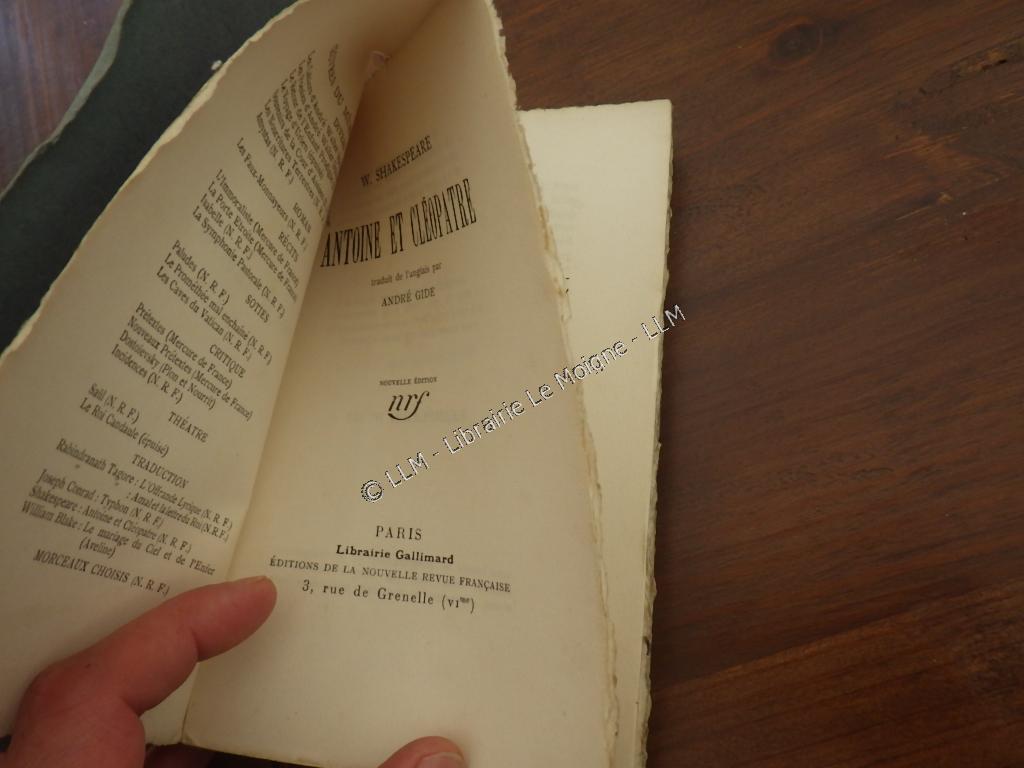 ROMAN
Les Faux-Monnayeurs (N. R. F.)
RÉCITS
L'Immoraliste (Mercure de France)
La Porte Étroite (Mercure de France)
Isabelle (N. R. F.)
La Symphonie Pastorale (N. R. F.)
SOTIES
Paludes (N. R. F.)
Le Prométhée mal enchaîné (N. R. F.)
Les Caves du Vatican (N. R. F.)
CRITIQUE
Prétextes (Mercure de France)
Nouveaux Prétextes (Mercure de France)
Dostoïevsky (Plon et Nourrit)
Incidences (N. R. F.)
THÉATRE
Saül (N. R. F.)
Le Roi Candaule (épuisé)
TRADUCTION
Rabindranath Tagore : L'Offrande Lyrique (N. R. F.)
" : Amal et la lettre du Roi (N. R. F.)
Joseph Conrad : Typhon (N. R. F.)
Shakespeare : Antoine et Cléopatre (N. R. F.)
William Blake : Le mariage du Ciel et de l'Enfer
(Aveline)
MORCEAUX CHOISIS (N. R. F.)
W. SHAKESPEARE
ANTOINE ET CLÉOPATRE
traduit de l'anglais par
ANDRÉ GIDE
NOUVELLE ÉDITION
nrf
PARIS
Librairie Gallimard
ÉDITIONS DE LA NOUVELLE REVUE FRANÇAISE
3, rue de Grenelle (VIme)
© LLM - Librairie Le Moigne - LLM